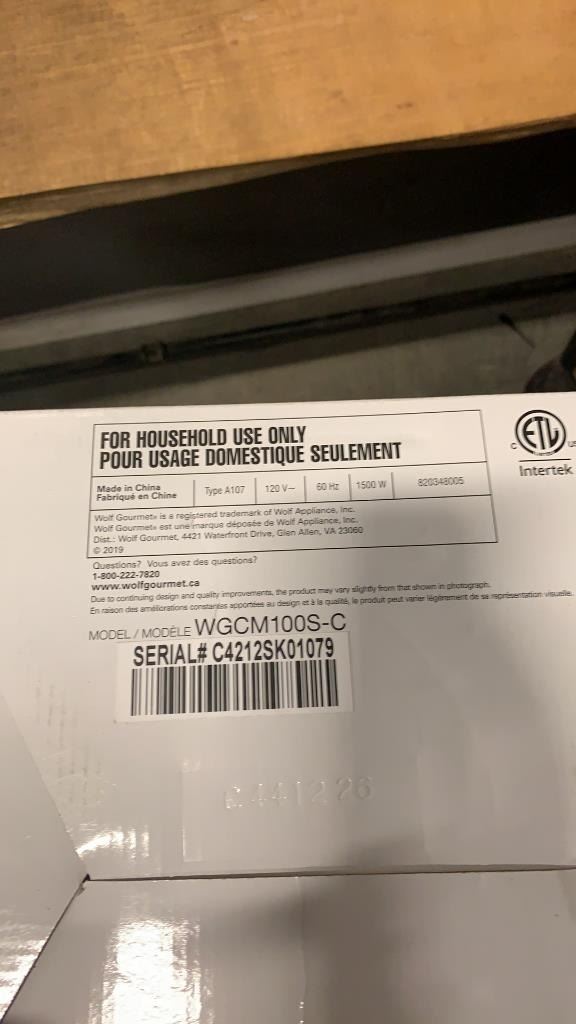 FOR HOUSEHOLD USE ONLY
POUR USAGE DOMESTIQUE SEULEMENT
Made in China
Fabriqué en Chine
Type A107
120 V~
60 Hz
1500 W
820348005
Wolf Gourmet™ is a registered trademark of Wolf Appliance, Inc.
Wolf Gourmet™ est une marque déposée de Wolf Appliance, Inc.
Dist.: Wolf Gourmet, 4421 Waterfront Drive, Glen Allen, VA 23060
© 2019
C ETL US
Intertek
Questions? Vous avez des questions?
1-800-222-7820
www.wolfgourmet.ca
Due to continuing design and quality improvements, the product may vary slightly from that shown in photograph.
En raison des améliorations constantes apportées au design et à la qualité, le produit peut varier légèrement de sa représentation visuelle.
MODEL / MODÈLE WGCM100S-C
SERIAL# C4212SK01079